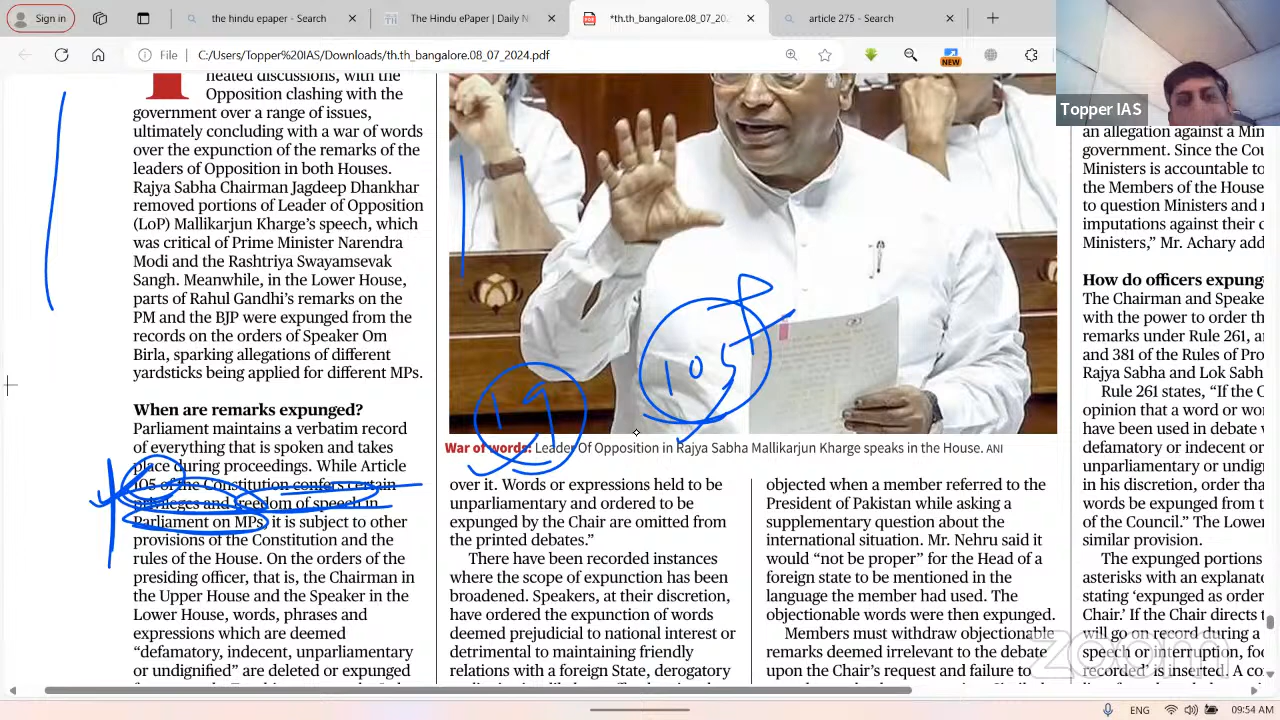 the hindu epaper - Search
The Hindu ePaper | Daily N
*th.th_bangalore.08_07_202
article 275 - Search
File
C:/Users/Topper%20IAS/Downloads/th.th_bangalore.08_07_2024.pdf
NEW
Topper IAS
heated discussions, with the
Opposition clashing with the
government over a range of issues,
ultimately concluding with a war of words
over the expunction of the remarks of the
leaders of Opposition in both Houses.
Rajya Sabha Chairman Jagdeep Dhankhar
removed portions of Leader of Opposition
(LoP) Mallikarjun Kharge's speech, which
was critical of Prime Minister Narendra
Modi and the Rashtriya Swayamsevak
Sangh. Meanwhile, in the Lower House,
parts of Rahul Gandhi's remarks on the
PM and the BJP were expunged from the
records on the orders of Speaker Om
Birla, sparking allegations of different
yardsticks being applied for different MPs.
When are remarks expunged?
Parliament maintains a verbatim record
of everything that is spoken and takes
place during proceedings. While Article
105 of the Constitution confers certain
privileges and freedom of speech in
Parliament on MPs, it is subject to other
provisions of the Constitution and the
rules of the House. On the orders of the
presiding officer, that is, the Chairman in
the Upper House and the Speaker in the
Lower House, words, phrases and
expressions which are deemed
"defamatory, indecent, unparliamentary
or undignified" are deleted or expunged
19
105
War of words: Leader Of Opposition in Rajya Sabha Mallikarjun Kharge speaks in the House. ANI
over it. Words or expressions held to be
unparliamentary and ordered to be
expunged by the Chair are omitted from
the printed debates."
There have been recorded instances
where the scope of expunction has been
broadened. Speakers, at their discretion,
have ordered the expunction of words
deemed prejudicial to national interest or
detrimental to maintaining friendly
relations with a foreign State, derogatory
objected when a member referred to the
President of Pakistan while asking a
supplementary question about the
international situation. Mr. Nehru said it
would "not be proper" for the Head of a
foreign state to be mentioned in the
language the member had used. The
objectionable words were then expunged.
Members must withdraw objectionable
remarks deemed irrelevant to the debate
upon the Chair's request and failure to
an allegation against a Min
government. Since the Cou
Ministers is accountable to
the Members of the House
to question Ministers and
imputations against their c
Ministers," Mr. Achary add
How do officers expung
The Chairman and Speake
with the power to order th
remarks under Rule 261, a
and 381 of the Rules of Pro
Rajya Sabha and Lok Sabh
Rule 261 states, "If the C
opinion that a word or wo
have been used in debate
defamatory or indecent or
unparliamentary or undig
in his discretion, order tha
words be expunged from t
of the Council." The Lower
similar provision.
The expunged portions
asterisks with an explanat
stating 'expunged as order
Chair.' If the Chair directs t
will go on record during a
speech or interruption,
recorded' is inserted. A co
zoom
ENG
09:54 AM